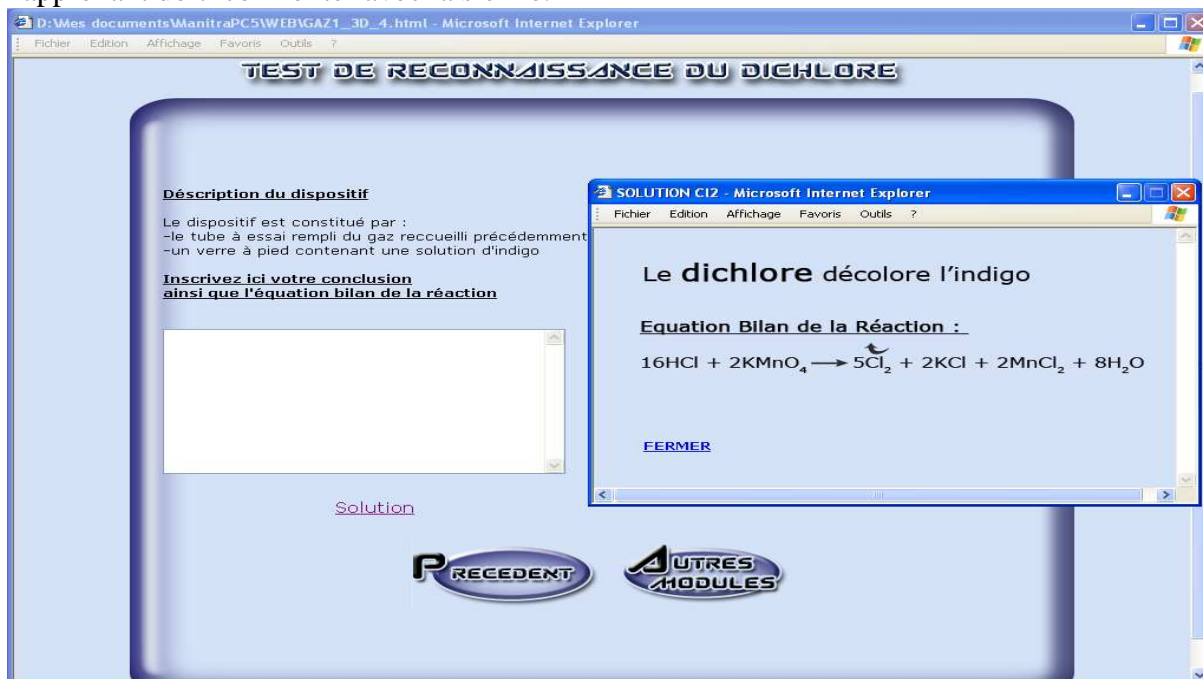 D:\Mes documents\ManitraPC5\WEB\GAZ1_3D_4.html - Microsoft Internet Explorer
Fichier Edition Affichage Favoris Outils ?
TEST DE RECONNAISSANCE DU DICHLORE
Déscription du dispositif
Le dispositif est constitué par :
-le tube à essai rempli du gaz reccueilli précédemment
-un verre à pied contenant une solution d'indigo
Inscrivez ici votre conclusion
ainsi que l'équation bilan de la réaction
Solution
PRECEDENT
AUTRES MODULES
SOLUTION Cl2 - Microsoft Internet Explorer
Fichier Edition Affichage Favoris Outils ?
Le dichlore décolore l'indigo
Equation Bilan de la Réaction :
16HCl + 2KMnO₄ → 5Cl₂ + 2KCl + 2MnCl₂ + 8H₂O
FERMER